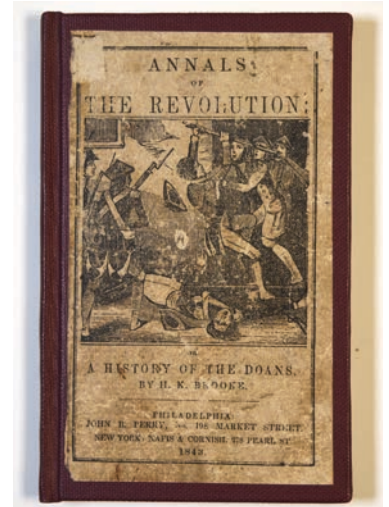 ANNALS
OF
THE REVOLUTION;
OR,
A HISTORY OF THE DOANS.
BY H. K. BROOKE.
PHILADELPHIA:
JOHN B. PERRY, 198 MARKET STREET.
NEW YORK: NAFIS & CORNISH, 278 PEARL ST
1843.